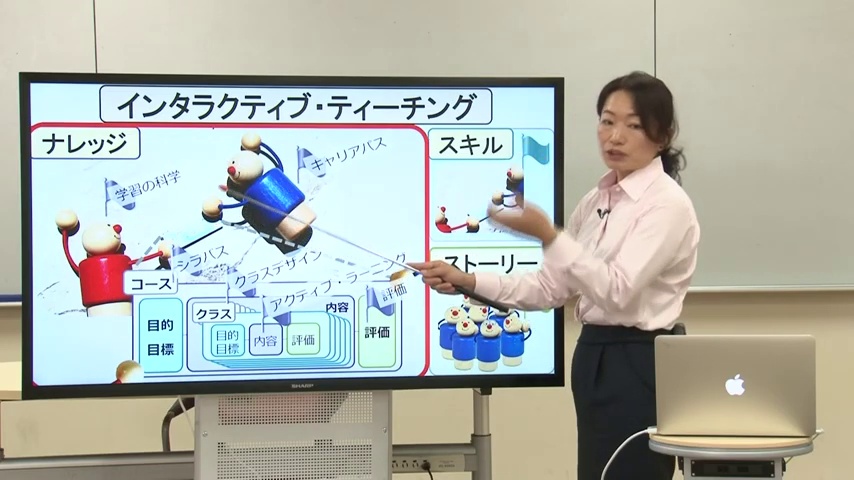 インタラクティブ・ティーチング
ナレッジ
スキル
キャリアパス
学習の科学
シラバス
クラスデザイン
アクティブ・ラーニング
評価
ストーリー
コース
目的
目標
クラス
内容
目的
目標
内容
評価
評価
SHARP